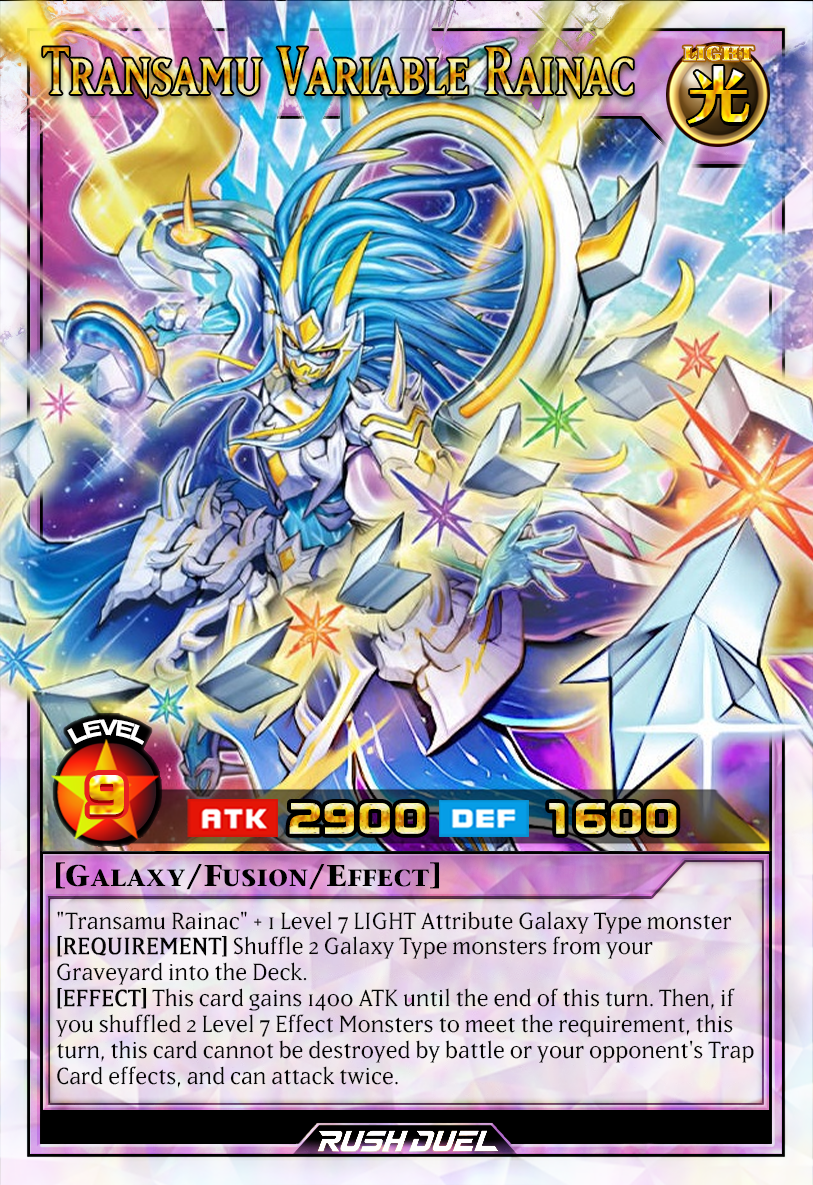 Transamu Variable Rainac
LIGHT
光
LEVEL
9
ATK 2900 DEF 1600
[Galaxy/Fusion/Effect]
"Transamu Rainac" + 1 Level 7 LIGHT Attribute Galaxy Type monster
[REQUIREMENT] Shuffle 2 Galaxy Type monsters from your
Graveyard into the Deck.
[EFFECT] This card gains 1400 ATK until the end of this turn. Then, if
you shuffled 2 Level 7 Effect Monsters to meet the requirement, this
turn, this card cannot be destroyed by battle or your opponent's Trap
Card effects, and can attack twice.
RUSH DUEL